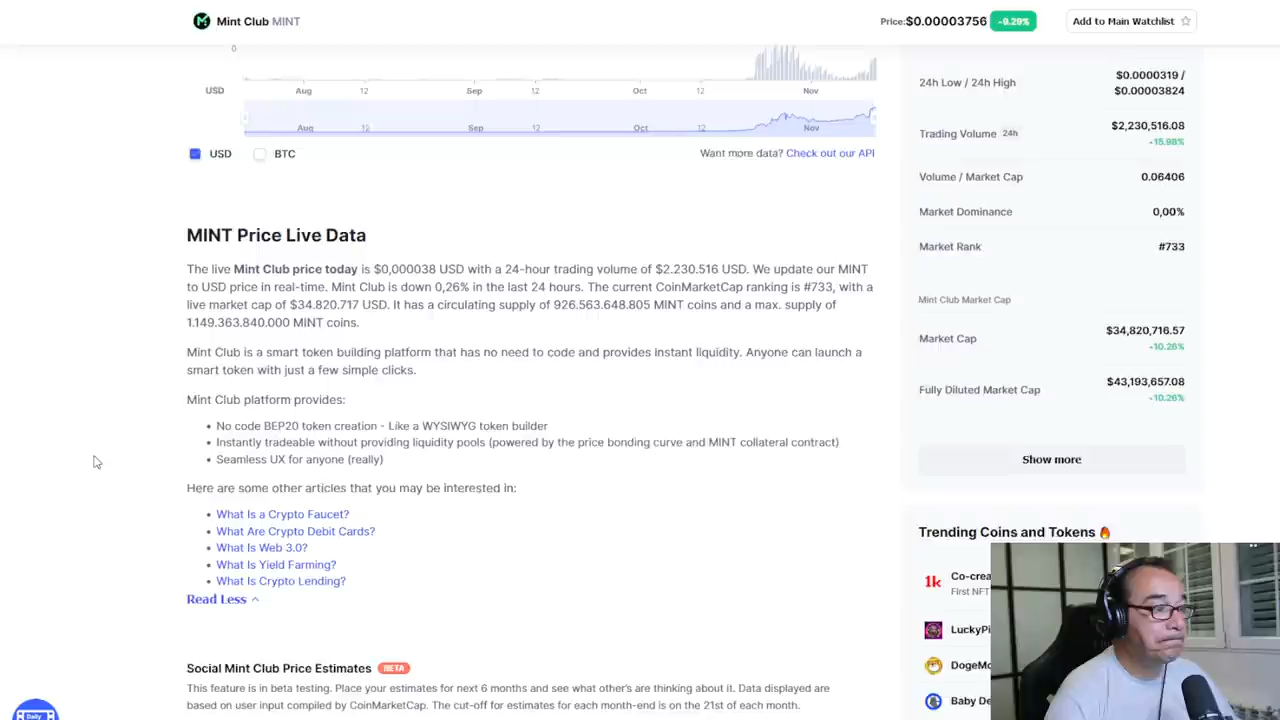 Mint Club MINT
Price: $0.00003756 -9.29%
Add to Main Watchlist
0
USD Aug 12 Sep 12 Oct 12 Nov
Aug 12 Sep 12 Oct 12 Nov
USD BTC
Want more data? Check out our API
MINT Price Live Data
The live Mint Club price today is $0,000038 USD with a 24-hour trading volume of $2.230.516 USD. We update our MINT
to USD price in real-time. Mint Club is down 0,26% in the last 24 hours. The current CoinMarketCap ranking is #733, with a
live market cap of $34.820.717 USD. It has a circulating supply of 926.563.648.805 MINT coins and a max. supply of
1.149.363.840.000 MINT coins.
Mint Club is a smart token building platform that has no need to code and provides instant liquidity. Anyone can launch a
smart token with just a few simple clicks.
Mint Club platform provides:
• No code BEP20 token creation - Like a WYSIWYG token builder
• Instantly tradeable without providing liquidity pools (powered by the price bonding curve and MINT collateral contract)
• Seamless UX for anyone (really)
Here are some other articles that you may be interested in:
• What Is a Crypto Faucet?
• What Are Crypto Debit Cards?
• What Is Web 3.0?
• What Is Yield Farming?
• What Is Crypto Lending?
Read Less
Social Mint Club Price Estimates BETA
This feature is in beta testing. Place your estimates for next 6 months and see what other's are thinking about it. Data displayed are
based on user input compiled by CoinMarketCap. The cut-off for estimates for each month-end is on the 21st of each month.
Daily
24h Low / 24h High
$0.0000319 /
$0.00003824
Trading Volume 24h
$2,230,516.08
-15.98%
Volume / Market Cap 0.06406
Market Dominance 0,00%
Market Rank #733
Mint Club Market Cap
Market Cap
$34,820,716.57
-10.26%
Fully Diluted Market Cap
$43,193,657.08
-10.26%
Show more
Trending Coins and Tokens
1k Co-crea
First NFT
LuckyPi
DogeMo
Baby De